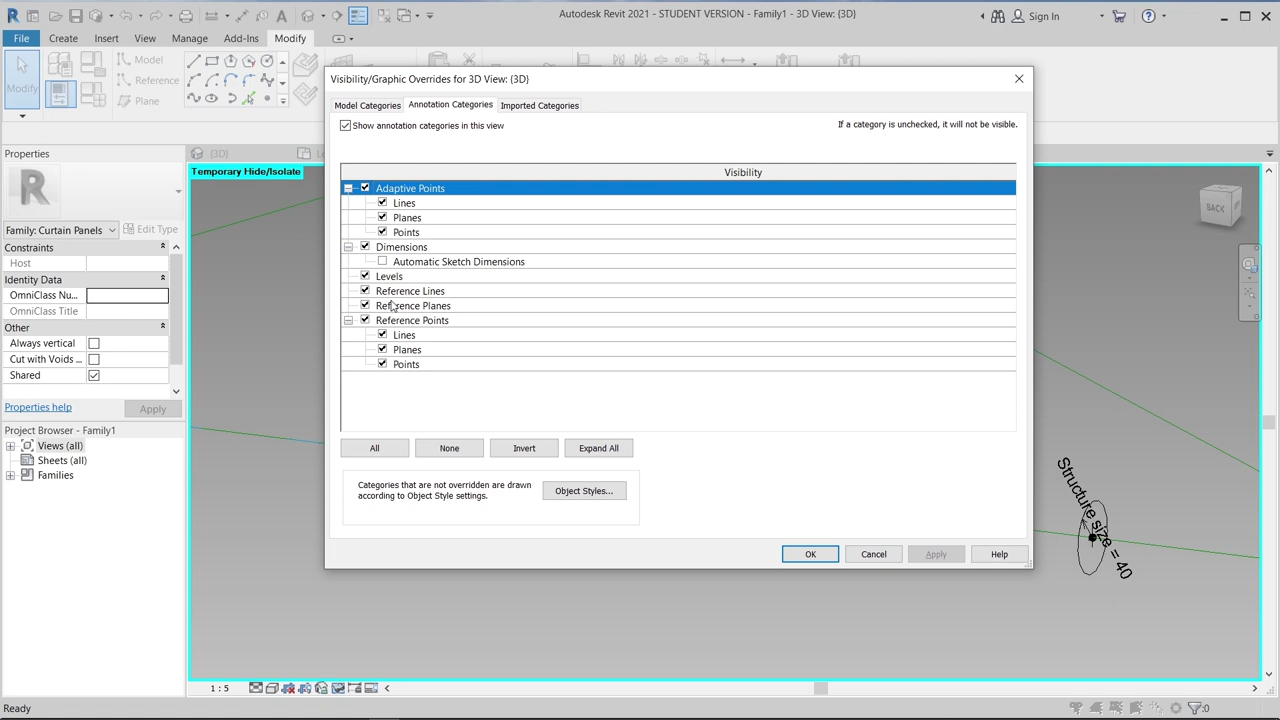 Autodesk Revit 2021 - STUDENT VERSION - Family1 - 3D View: {3D}
Sign In
File
Create
Insert
View
Manage
Add-Ins
Modify
Modify
Model
Reference
Plane
Properties
{3D}
Family: Curtain Panels
Edit Type
Constraints
Host
Identity Data
OmniClass Nu...
OmniClass Title
Other
Always vertical
Cut with Voids ...
Shared
Properties help
Apply
Project Browser - Family1
Views (all)
Sheets (all)
Families
Temporary Hide/Isolate
BACK
Structure size = 40
Visibility/Graphic Overrides for 3D View: {3D}
Model Categories
Annotation Categories
Imported Categories
Show annotation categories in this view
If a category is unchecked, it will not be visible.
Visibility
Adaptive Points
Lines
Planes
Points
Dimensions
Automatic Sketch Dimensions
Levels
Reference Lines
Reference Planes
Reference Points
Lines
Planes
Points
All
None
Invert
Expand All
Categories that are not overridden are drawn
according to Object Style settings.
Object Styles...
OK
Cancel
Apply
Help
1 : 5
Ready
:0